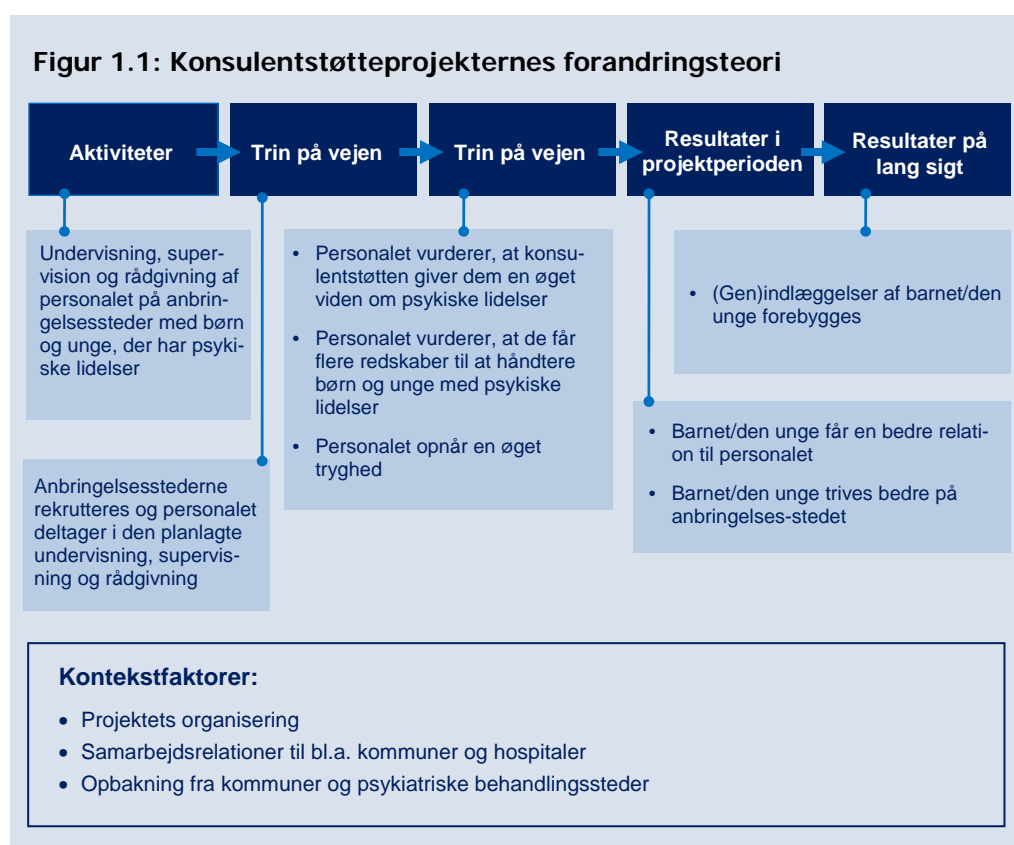 Figur 1.1: Konsulentstøtteprojekternes forandringsteori
Aktiviteter
Trin på vejen
Trin på vejen
Resultater i
projektperioden
Resultater på
lang sigt
Undervisning, super-
vision og rådgivning af
personalet på anbrin-
gelsessteder med børn
og unge, der har psyki-
ske lidelser
Anbringelsesstederne
rekrutteres og personalet
deltager i den planlagte
undervisning, supervis-
ning og rådgivning
• Personalet vurderer, at konsu-
lentstøtten giver dem en øget
viden om psykiske lidelser
• Personalet vurderer, at de får
flere redskaber til at håndtere
børn og unge med psykiske
lidelser
• Personalet opnår en øget
tryghed
• Barnet/den unge får en bedre relati-
on til personalet
• Barnet/den unge trives bedre på
anbringelses-stedet
• (Gen)indlæggelser af barnet/den
unge forebygges
Kontekstfaktorer:
• Projektets organisering
• Samarbejdsrelationer til bl.a. kommuner og hospitaler
• Opbakning fra kommuner og psykiatriske behandlingssteder